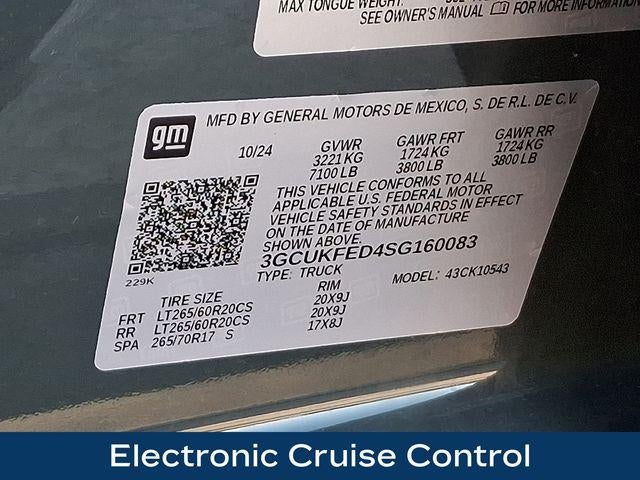 MAX TONGUE WEIGHT:
SEE OWNER'S MANUAL FOR MORE INFORMATION
gm
MFD BY GENERAL MOTORS DE MEXICO, S. DE R.L. DE C.V.
10/24 GVWR GAWR FRT GAWR RR
3221 KG 1724 KG 1724 KG
7100 LB 3800 LB 3800 LB
THIS VEHICLE CONFORMS TO ALL
APPLICABLE U.S. FEDERAL MOTOR
VEHICLE SAFETY STANDARDS IN EFFECT
ON THE DATE OF MANUFACTURE
SHOWN ABOVE.
3GCUKFED4SG160083
229K TYPE: TRUCK MODEL: 43CK10543
TIRE SIZE RIM
FRT LT265/60R20CS 20X9J
RR LT265/60R20CS 20X9J
SPA 265/70R17 S 17X8J
Electronic Cruise Control